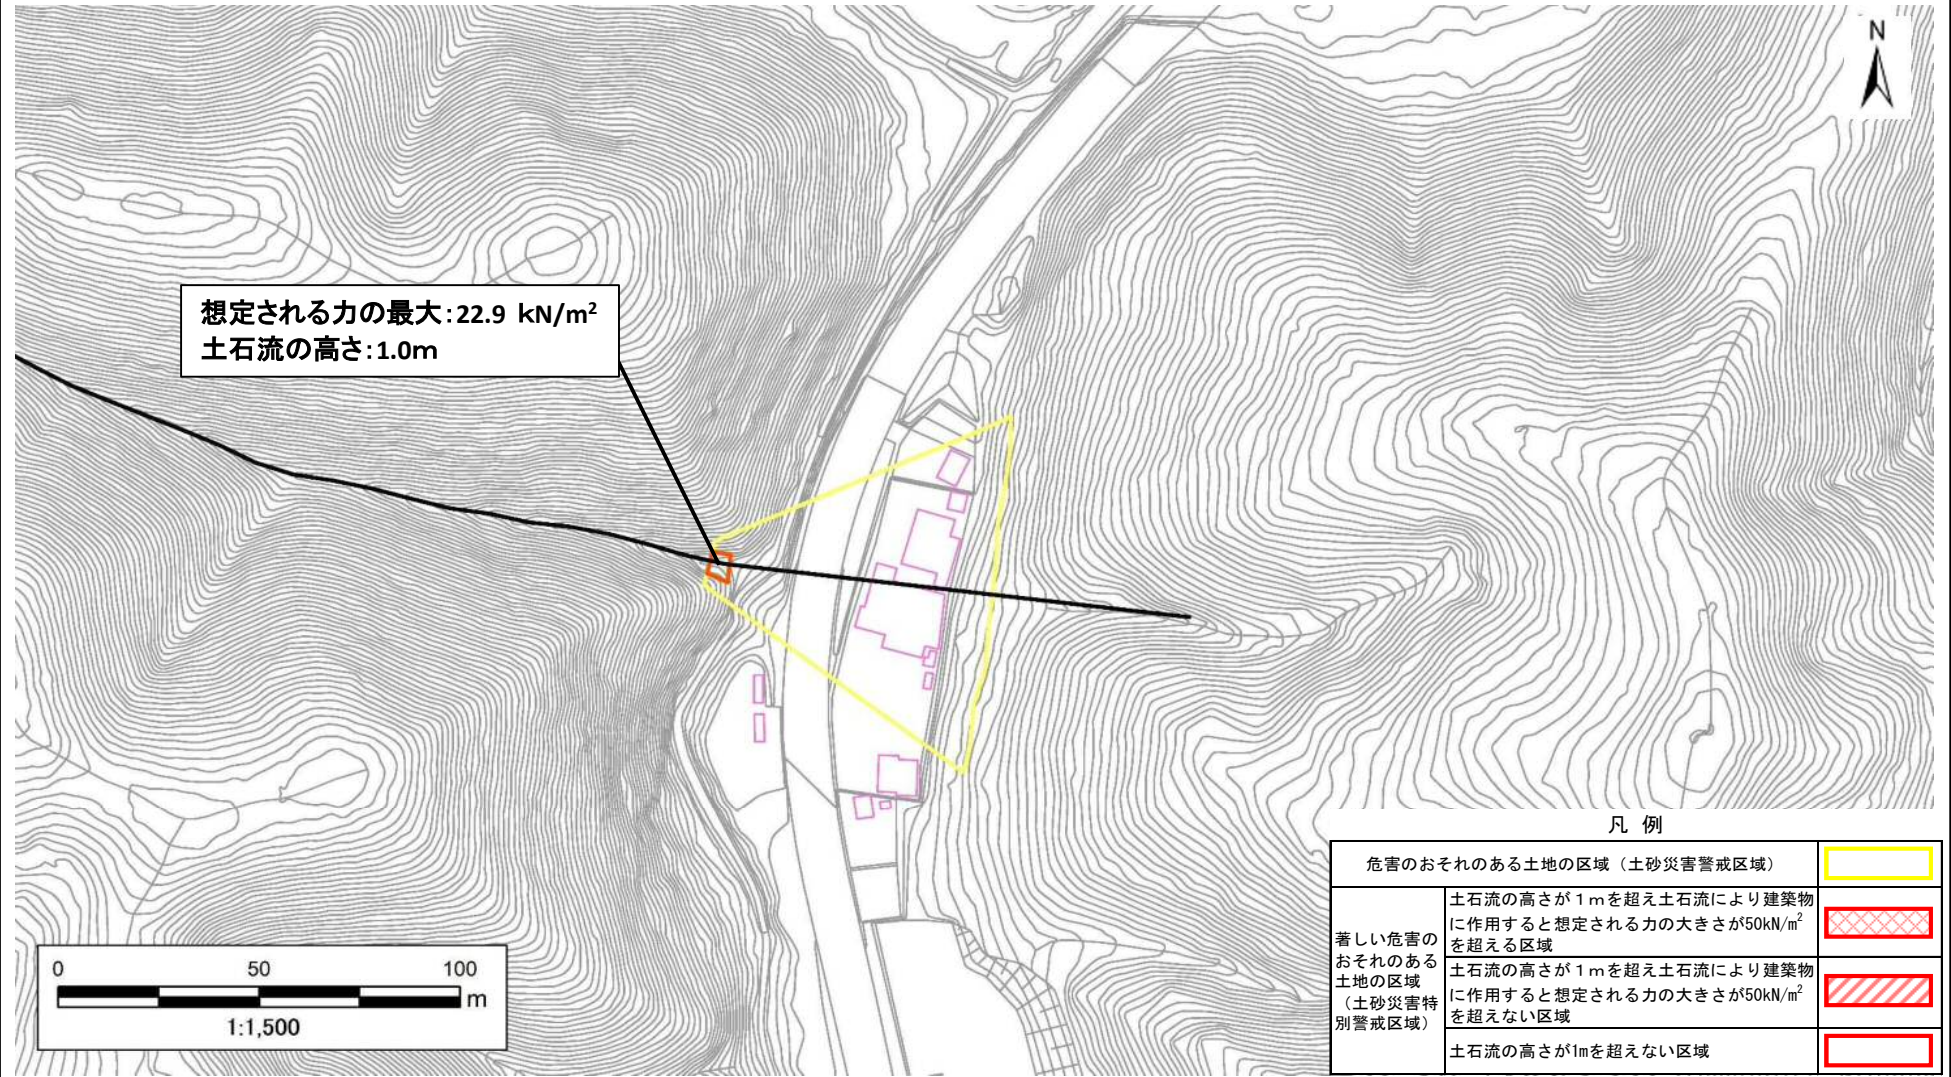 N
想定される力の最大:22.9 kN/m²
土石流の高さ:1.0m
凡 例
危害のおそれのある土地の区域（土砂災害警戒区域）
著しい危害の
おそれのある
土地の区域
（土砂災害特
別警戒区域）
土石流の高さが１ｍを超え土石流により建築物
に作用すると想定される力の大きさが50kN/㎡
を超える区域
土石流の高さが１ｍを超え土石流により建築物
に作用すると想定される力の大きさが50kN/㎡
を超えない区域
土石流の高さが1mを超えない区域
0 50 100
m
1:1,500